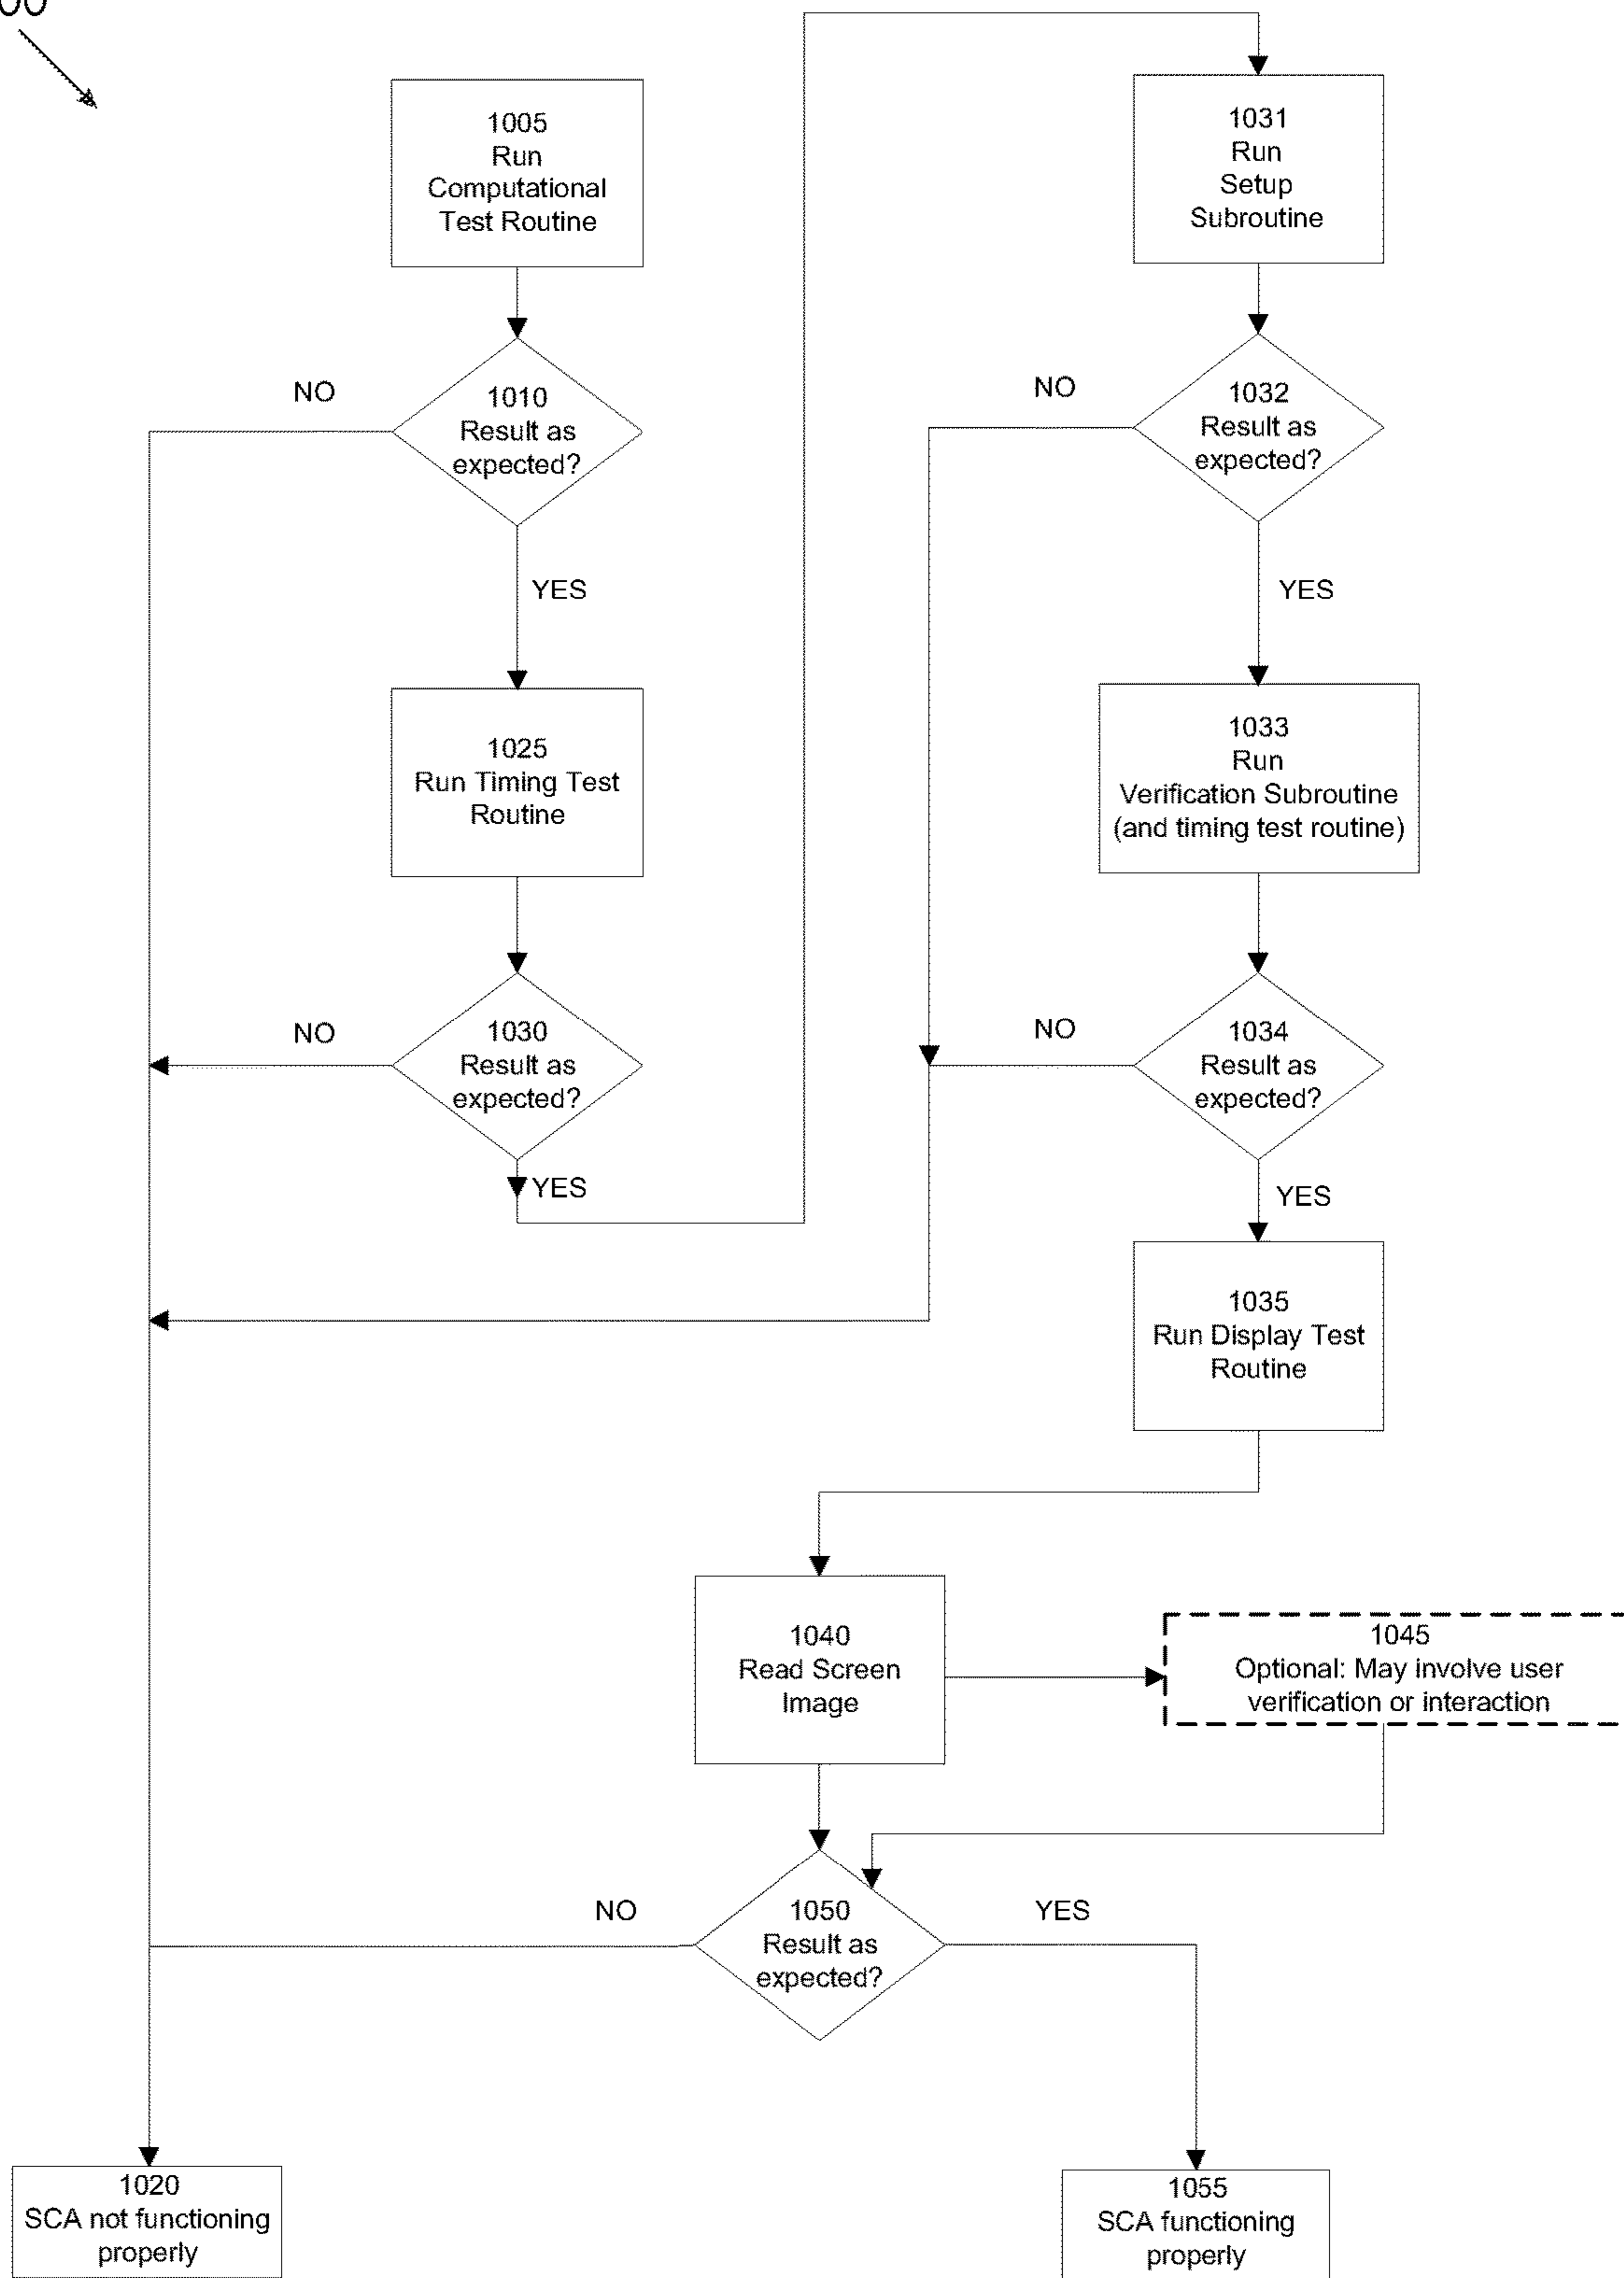 1005
Run
Computational
Test Routine
NO
1010
Result as
expected?
YES
1025
Run Timing Test
Routine
NO
1030
Result as
expected?
YES
1031
Run
Setup
Subroutine
NO
1032
Result as
expected?
YES
1033
Run
Verification Subroutine
(and timing test routine)
NO
1034
Result as
expected?
YES
1035
Run Display Test
Routine
1040
Read Screen
Image
1045
Optional: May involve user
verification or interaction
NO
1050
Result as
expected?
YES
1020
SCA not functioning
properly
1055
SCA functioning
properly